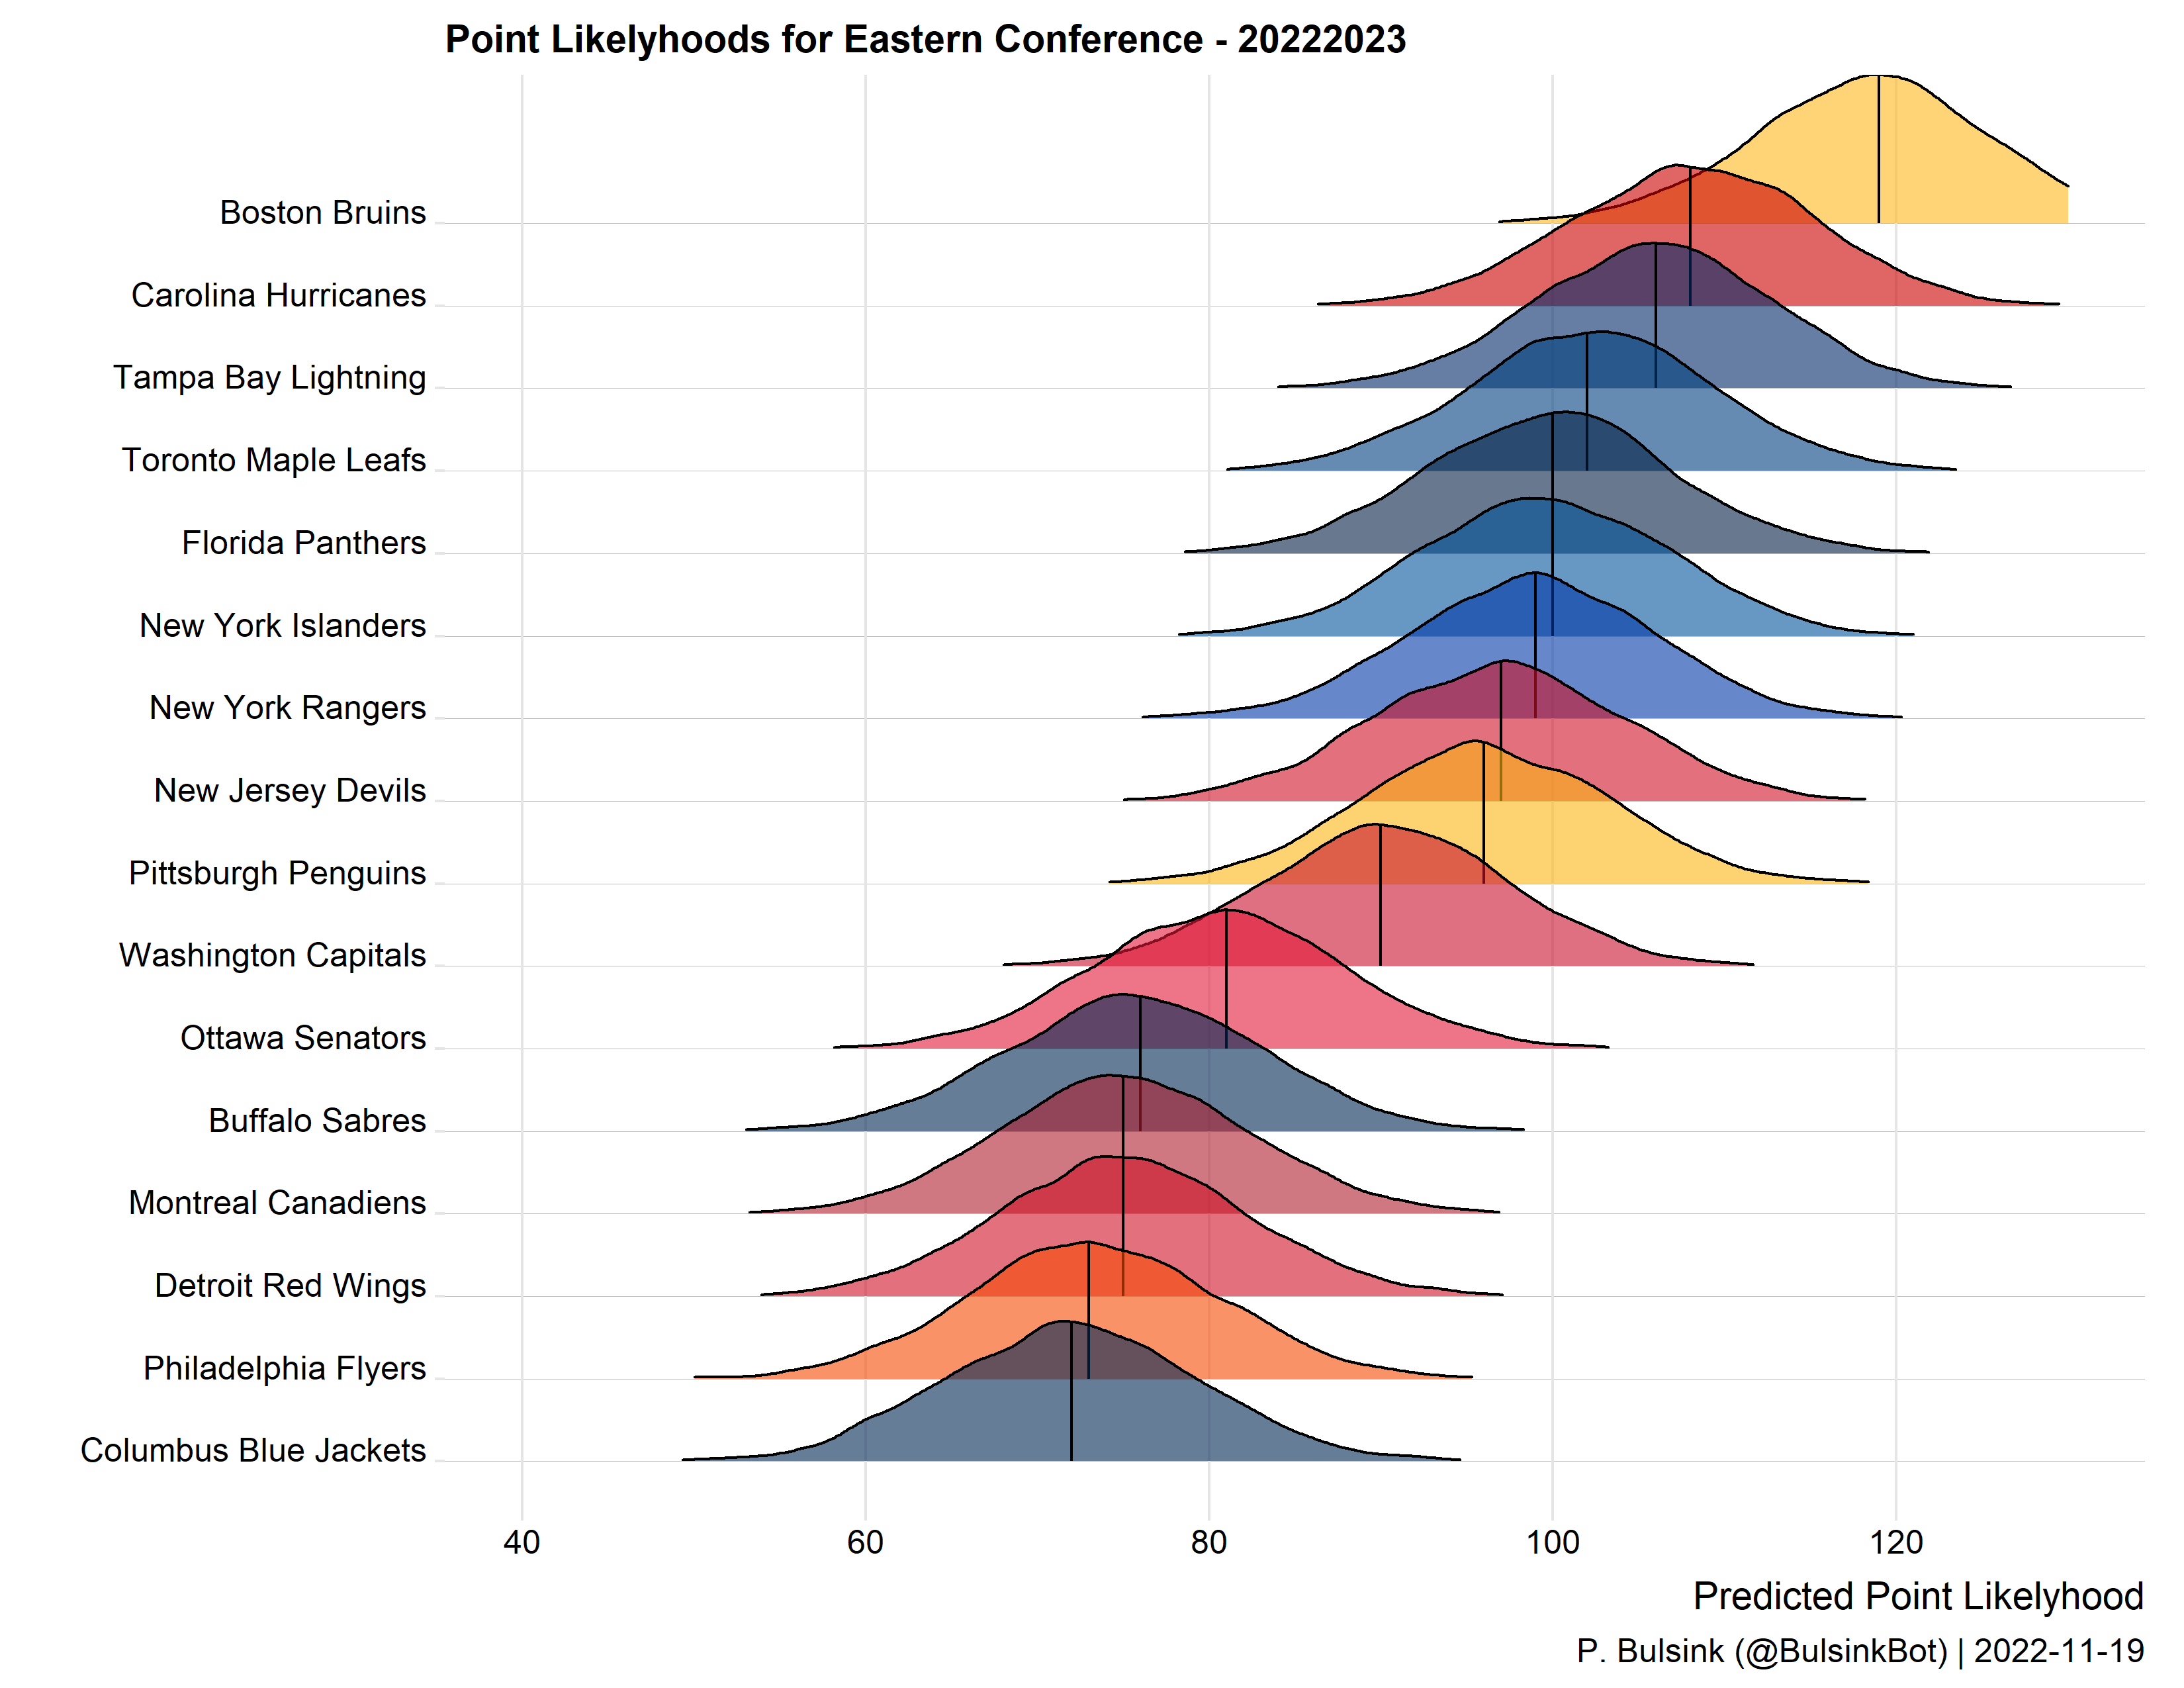 Point Likelyhoods for Eastern Conference - 20222023
Boston Bruins
Carolina Hurricanes
Tampa Bay Lightning
Toronto Maple Leafs
Florida Panthers
New York Islanders
New York Rangers
New Jersey Devils
Pittsburgh Penguins
Washington Capitals
Ottawa Senators
Buffalo Sabres
Montreal Canadiens
Detroit Red Wings
Philadelphia Flyers
Columbus Blue Jackets
40 60 80 100 120
Predicted Point Likelyhood
P. Bulsink (@BulsinkBot) | 2022-11-19